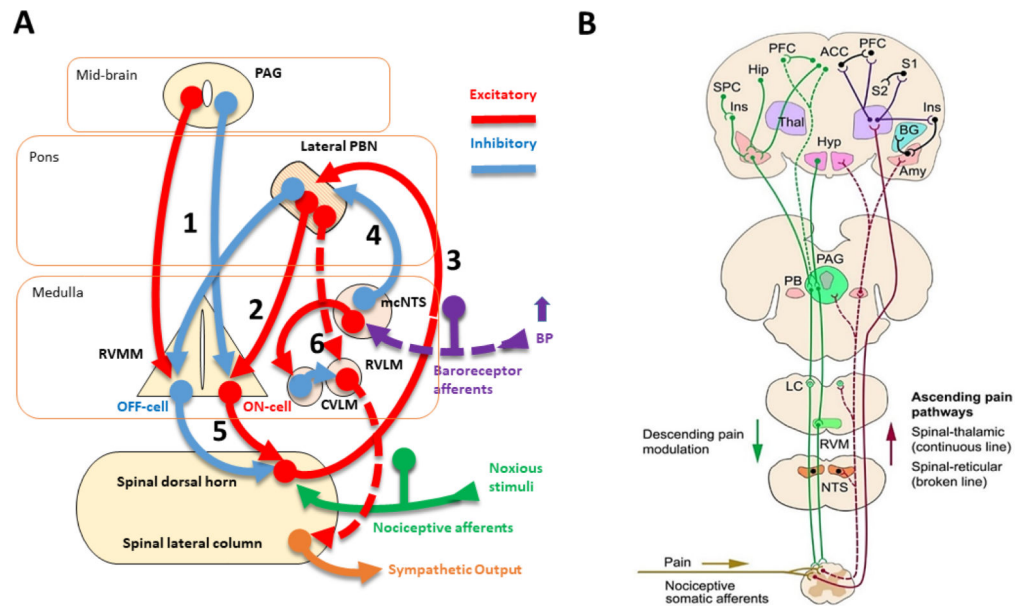 A
Mid-brain
PAG
Excitatory
Inhibitory
Pons
Lateral PBN
1
4
3
Medulla
2
mcNTS
BP
RVMM
6
RVLM
Baroreceptor
afferents
CVLM
OFF-cell
ON-cell
5
Spinal dorsal horn
Noxious
stimuli
Nociceptive afferents
Spinal lateral column
Sympathetic Output
B
PFC
ACC
PFC
Hip
S1
SPC
S2
Ins
Ins
Thal
BG
Hyp
Amy
PAG
PB
LC
Ascending pain
pathways
Descending pain
modulation
RVM
Spinal-thalamic
(continuous line)
Spinal-reticular
(broken line)
NTS
Pain
Nociceptive
somatic afferents